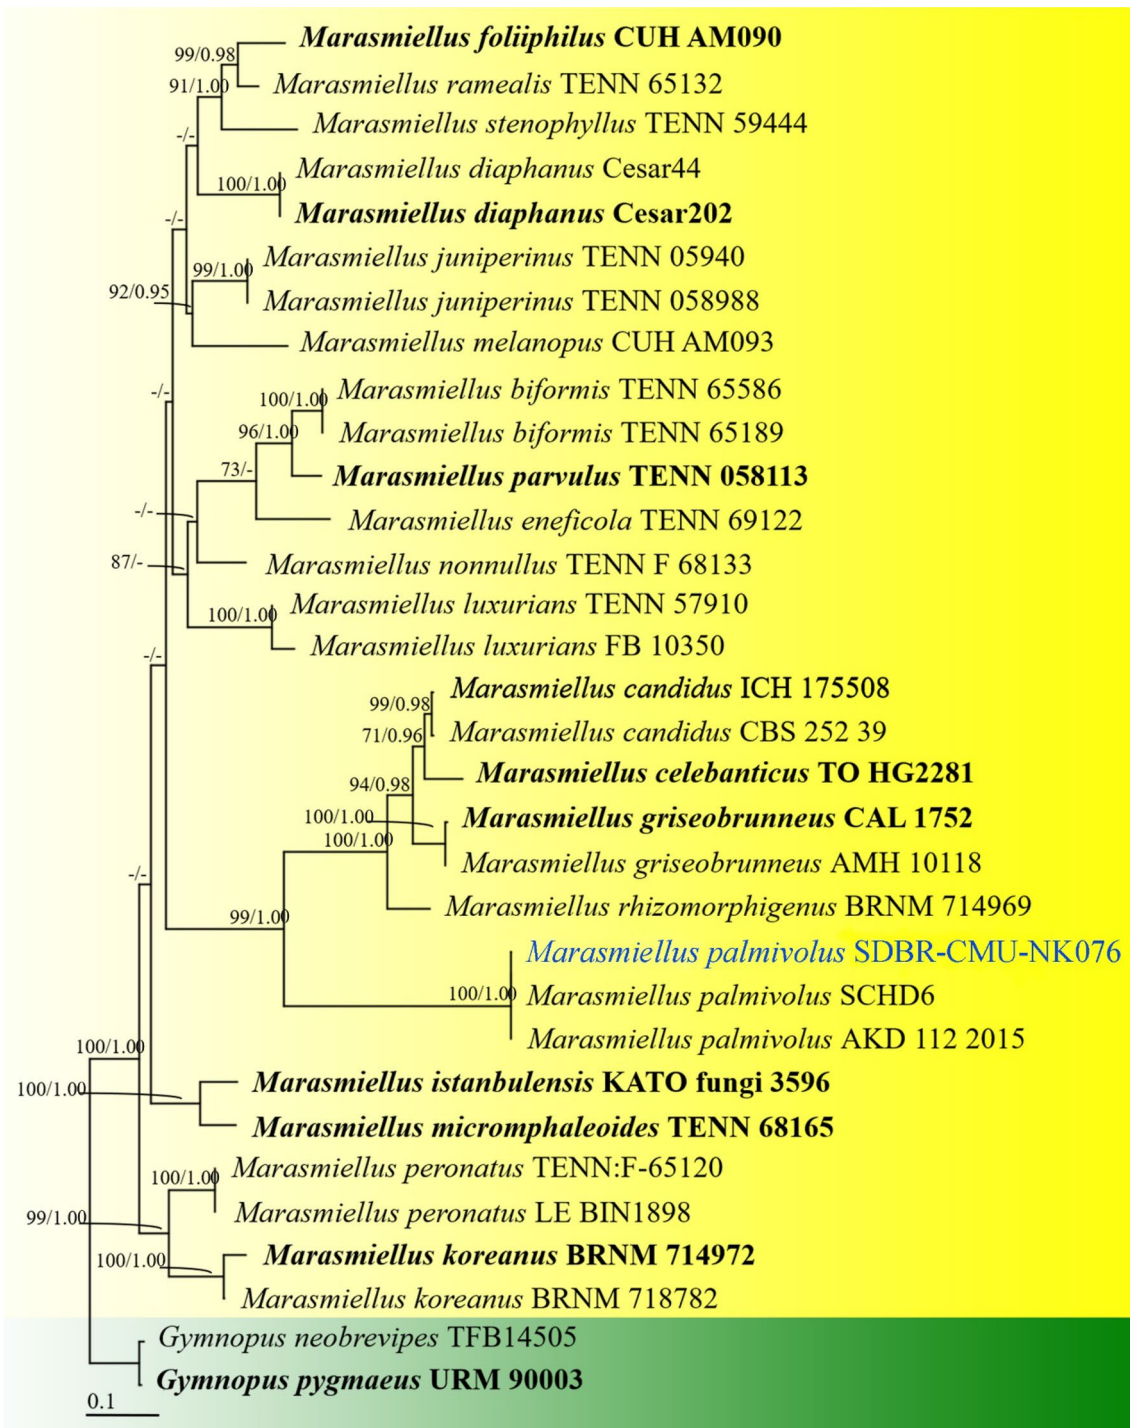 Marasmiellus foliiphilus CUH AM090
99/0.98
Marasmiellus ramealis TENN 65132
91/1.00
Marasmiellus stenophyllus TENN 59444
-/-
Marasmiellus diaphanus Cesar44
100/1.00
Marasmiellus diaphanus Cesar202
-/-
Marasmiellus juniperinus TENN 05940
99/1.00
92/0.95
Marasmiellus juniperinus TENN 058988
Marasmiellus melanopus CUH AM093
-/-
Marasmiellus biformis TENN 65586
100/1.00
Marasmiellus biformis TENN 65189
96/1.00
73/-
Marasmiellus parvulus TENN 058113
-/-
Marasmiellus eneficola TENN 69122
87/-
Marasmiellus nonnullus TENN F 68133
Marasmiellus luxurians TENN 57910
100/1.00
Marasmiellus luxurians FB 10350
-/-
Marasmiellus candidus ICH 175508
99/0.98
Marasmiellus candidus CBS 252 39
71/0.96
Marasmiellus celebanticus TO HG2281
94/0.98
Marasmiellus griseobrunneus CAL 1752
100/1.00
100/1.00
Marasmiellus griseobrunneus AMH 10118
-/-
Marasmiellus rhizomorphigenus BRNM 714969
99/1.00
Marasmiellus palmivolus SDBR-CMU-NK076
100/1.00
Marasmiellus palmivolus SCHD6
Marasmiellus palmivolus AKD 112 2015
100/1.00
Marasmiellus istanbulensis KATO fungi 3596
100/1.00
Marasmiellus micromphaleoides TENN 68165
Marasmiellus peronatus TENN:F-65120
100/1.00
Marasmiellus peronatus LE BIN1898
99/1.00
Marasmiellus koreanus BRNM 714972
100/1.00
Marasmiellus koreanus BRNM 718782
Gymnopus neobrevipes TFB14505
Gymnopus pygmaeus URM 90003
0.1